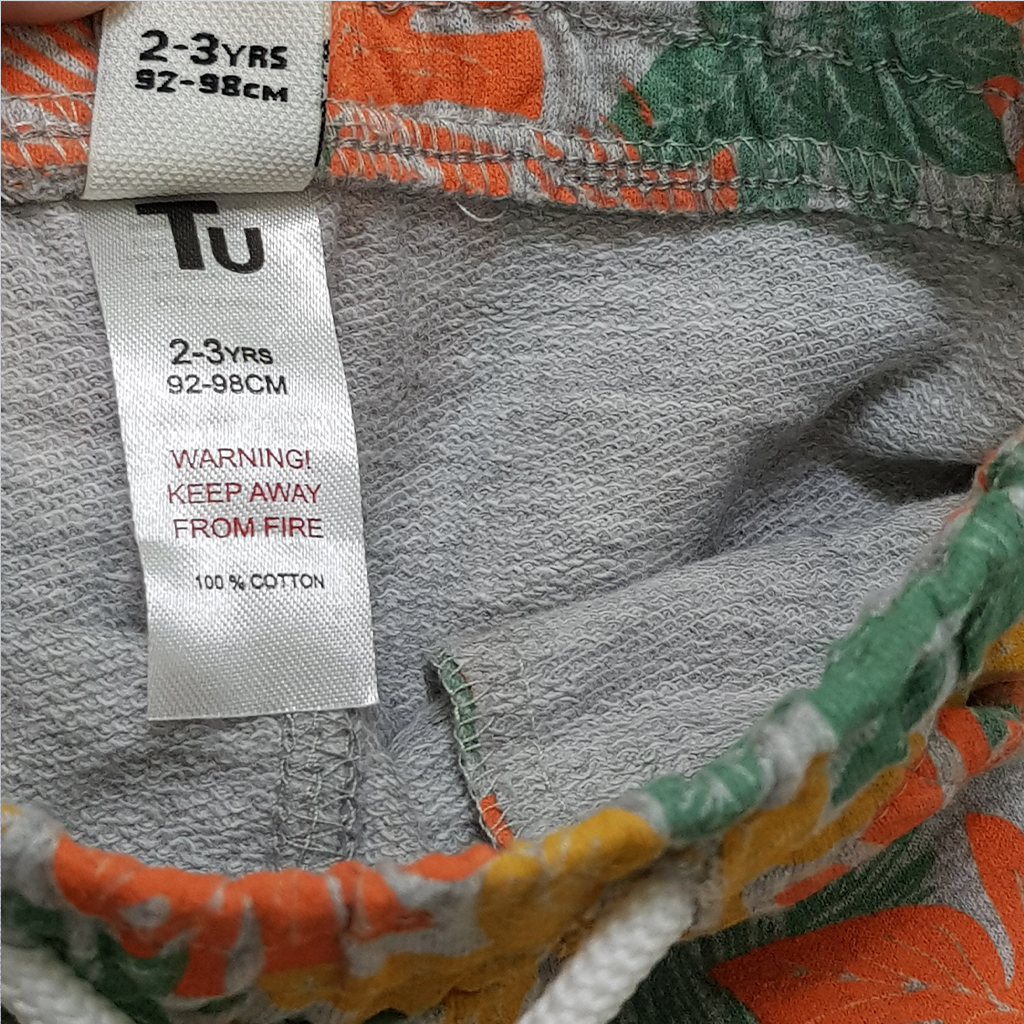 2-3YRS
92-98CM
TU
2-3YRS
92-98CM
WARNING!
KEEP AWAY
FROM FIRE
100 % COTTON